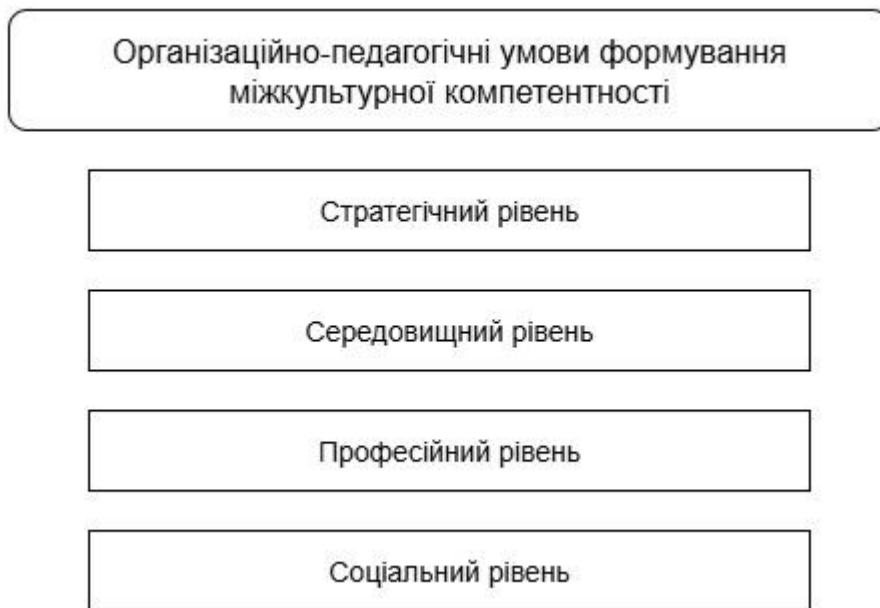 Організаційно-педагогічні умови формування
міжкультурної компетентності
Стратегічний рівень
Середовищний рівень
Професійний рівень
Соціальний рівень